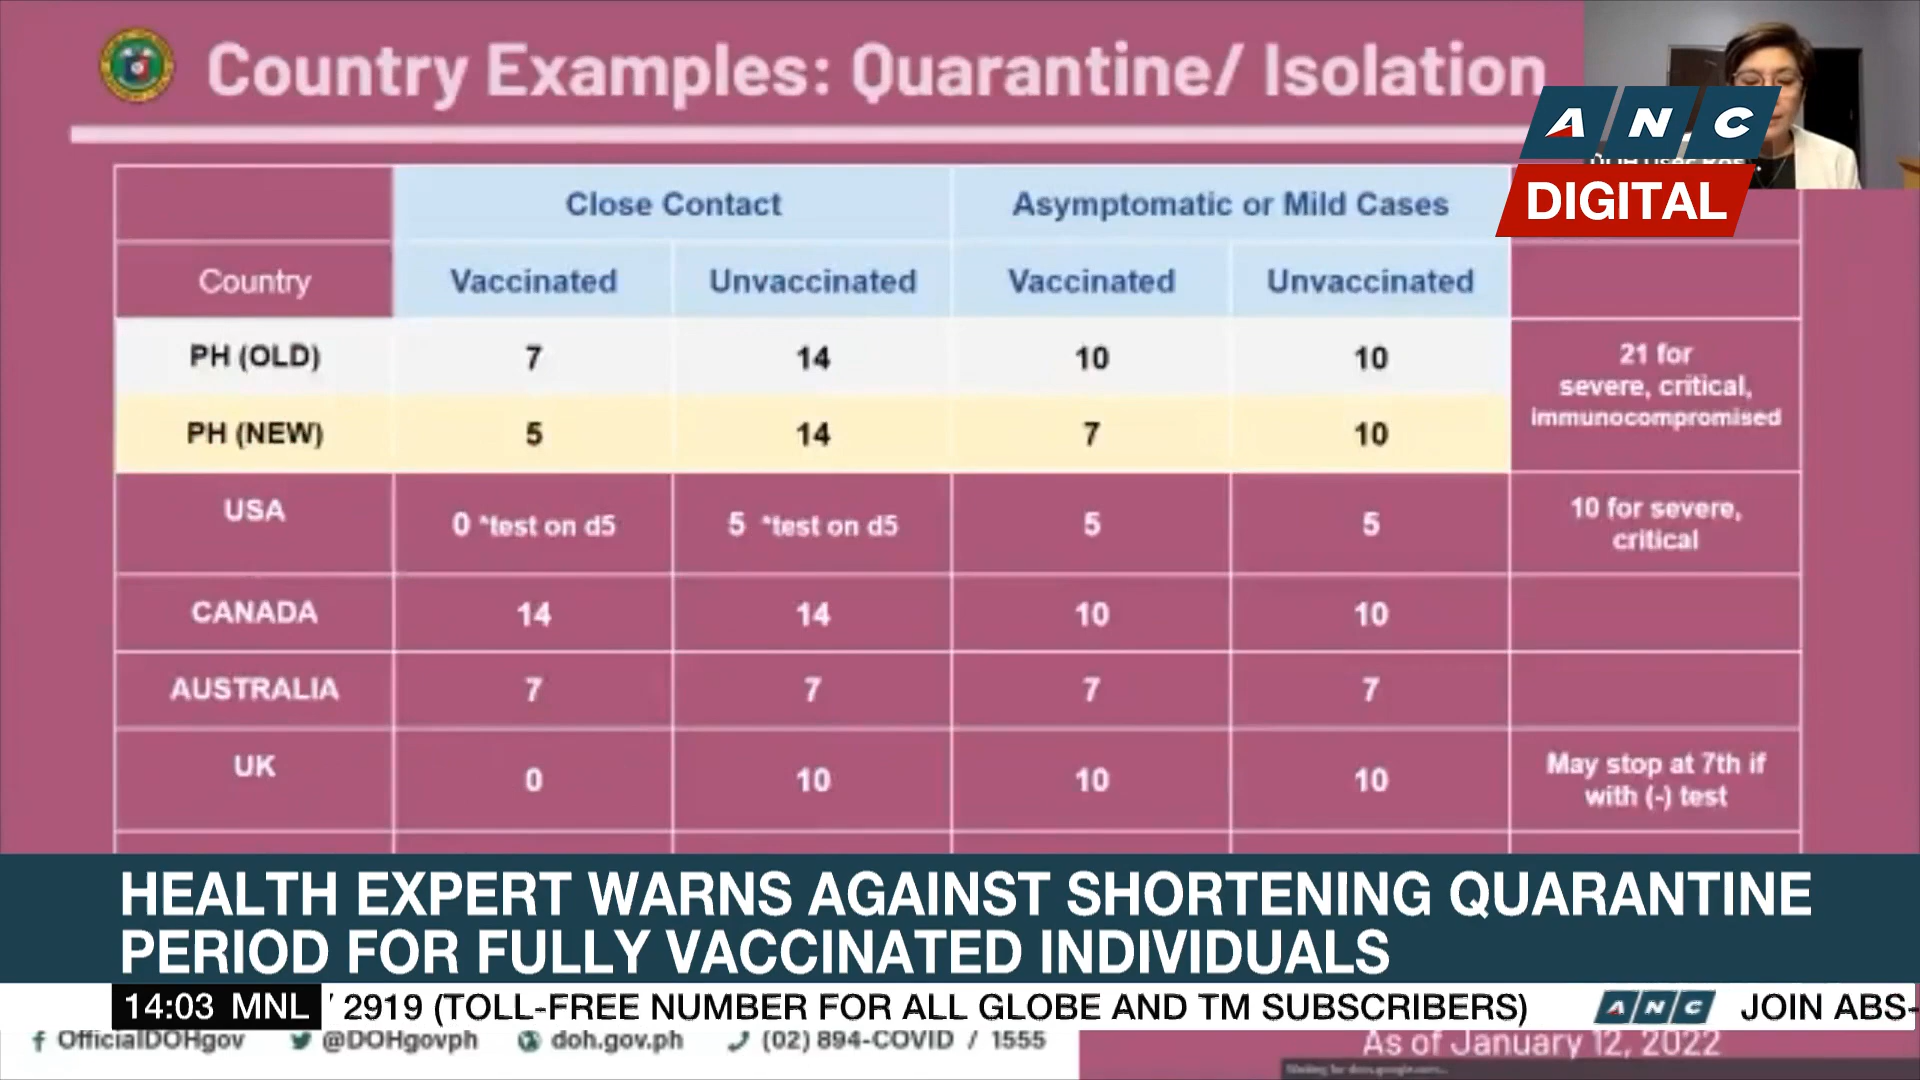 Country Examples: Quarantine/ Isolation
ANC
DIGITAL
Close Contact
Asymptomatic or Mild Cases
Country
Vaccinated
Unvaccinated
Vaccinated
Unvaccinated
PH (OLD)
7
14
10
10
21 for
severe, critical,
immunocompromised
PH (NEW)
5
14
7
10
USA
0 *test on d5
5 *test on d5
5
5
10 for severe,
critical
CANADA
14
14
10
10
AUSTRALIA
7
7
7
7
UK
0
10
10
10
May stop at 7th if
with (-) test
HEALTH EXPERT WARNS AGAINST SHORTENING QUARANTINE
PERIOD FOR FULLY VACCINATED INDIVIDUALS
14:03 MNL 2919 (TOLL-FREE NUMBER FOR ALL GLOBE AND TM SUBSCRIBERS) ANC JOIN ABS-
OfficialDOHgov @DOHgovph doh.gov.ph (02) 894-COVID / 1555
As of January 12, 2022